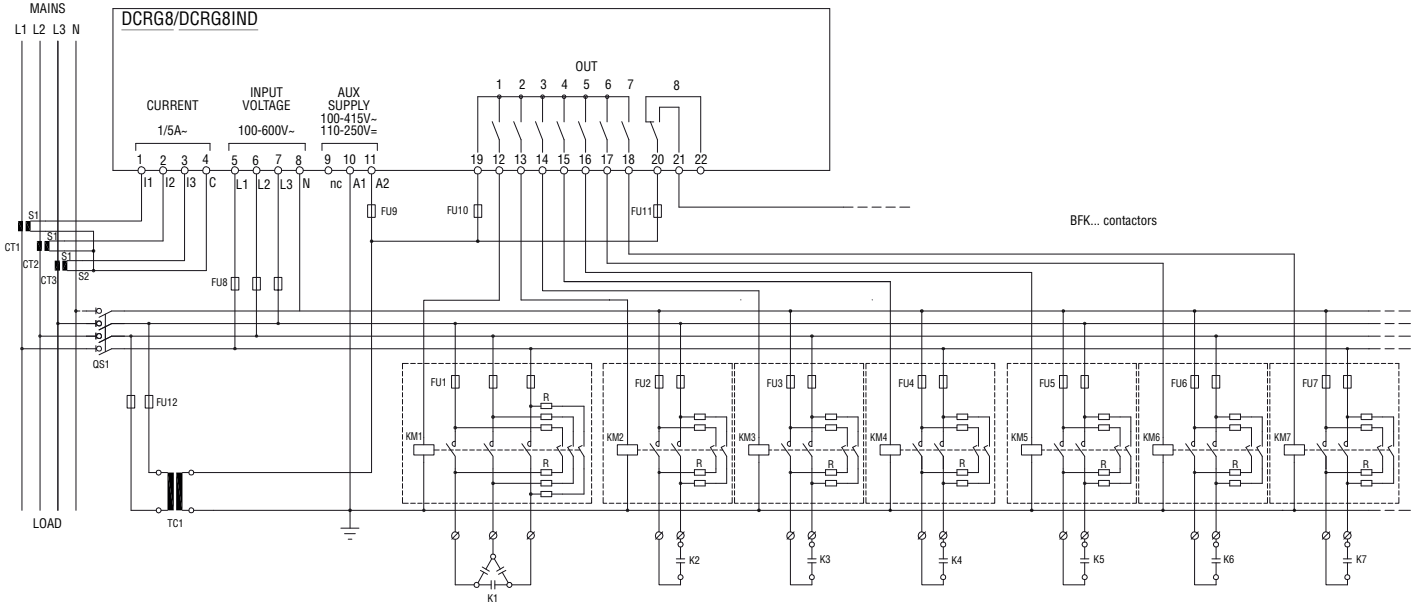 MAINS
L1 L2 L3 N
DCRG8/DCRG8IND
OUT
1 2 3 4 5 6 7 8
CURRENT
1/5A~
INPUT
VOLTAGE
100-600V~
AUX
SUPPLY
100-415V~
110-250V=
1 2 3 4 5 6 7 8 9 10 11 19 12 13 14 15 16 17 18 20 21 22
I1 I2 I3 C L1 L2 L3 N nc A1 A2
FU9 FU10 FU11
BFK... contactors
S1
CT1
S1
CT2
S1
CT3 S2
FU8
QS1
FU12
FU1 FU2 FU3 FU4 FU5 FU6 FU7
R
KM1 KM2 KM3 KM4 KM5 KM6 KM7
R R R R R R R
TC1
LOAD
K2 K3 K4 K5 K6 K7
K1